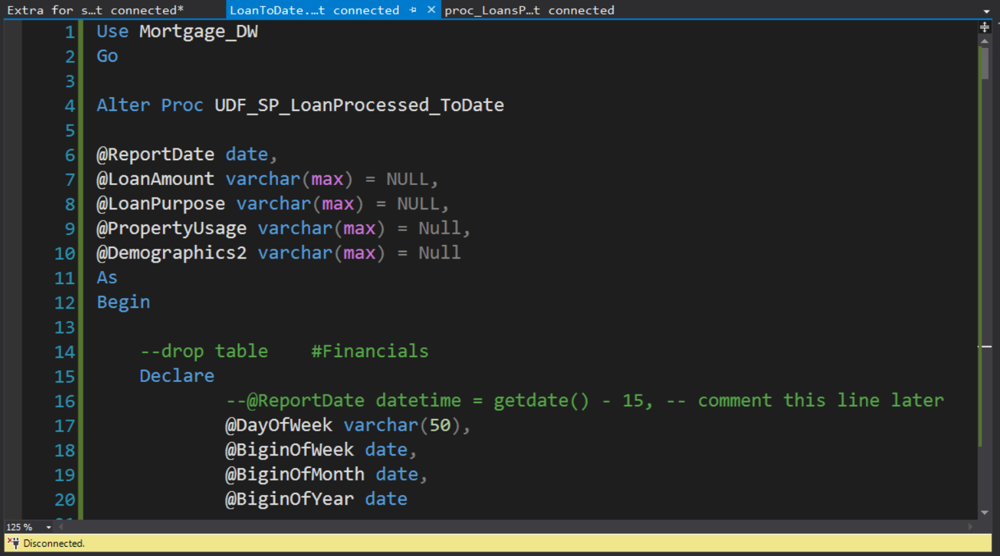 Extra for s…t connected* LoanToDate.…t connected proc_LoansP…t connected
1 Use Mortgage_DW
2 Go
3
4 Alter Proc UDF_SP_LoanProcessed_ToDate
5
6 @ReportDate date,
7 @LoanAmount varchar(max) = NULL,
8 @LoanPurpose varchar(max) = NULL,
9 @PropertyUsage varchar(max) = Null,
10 @Demographics2 varchar(max) = Null
11 As
12 Begin
13
14 --drop table    #Financials
15 Declare
16 --@ReportDate datetime = getdate() - 15, -- comment this line later
17 @DayOfWeek varchar(50),
18 @BiginOfWeek date,
19 @BiginOfMonth date,
20 @BiginOfYear date
125 %
Disconnected.